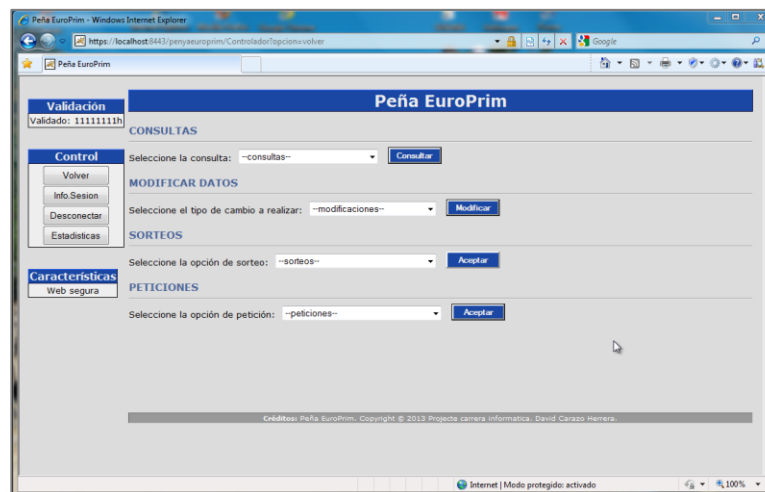 Peña EuroPrim - Windows Internet Explorer
https://localhost:8443/penyaeuroprim/Controlador?opcion=volver
Google
Peña EuroPrim
Validación
Validado: 11111111h
Control
Volver
Info.Sesion
Desconectar
Estadisticas
Características
Web segura
Peña EuroPrim
CONSULTAS
Seleccione la consulta: --consultas-- Consultar
MODIFICAR DATOS
Seleccione el tipo de cambio a realizar: --modificaciones-- Modificar
SORTEOS
Seleccione la opción de sorteo: --sorteos-- Aceptar
PETICIONES
Seleccione la opción de petición: --peticiones-- Aceptar
Créditos: Peña EuroPrim. Copyright © 2013 Projecte carrera informatica. David Carazo Herrera.
Internet | Modo protegido: activado
100%